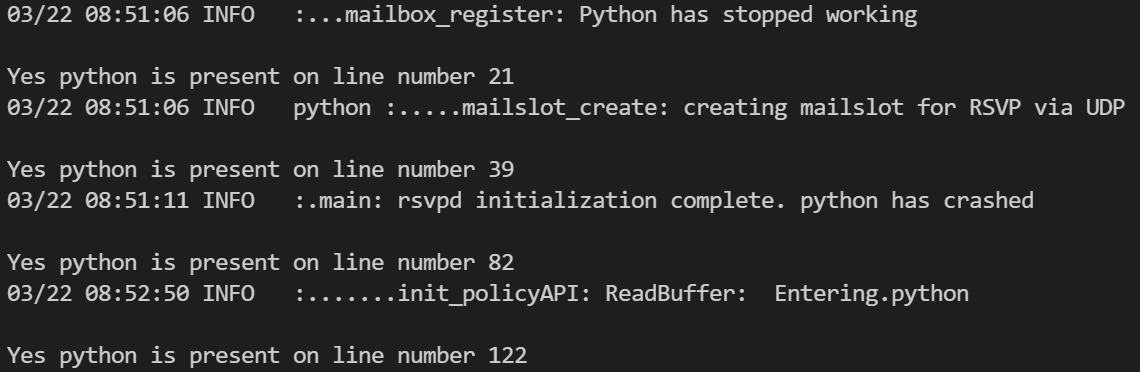 03/22 08:51:06 INFO   :...mailbox_register: Python has stopped working
Yes python is present on line number 21
03/22 08:51:06 INFO   python :.....mailslot_create: creating mailslot for RSVP via UDP
Yes python is present on line number 39
03/22 08:51:11 INFO   :.main: rsvpd initialization complete. python has crashed
Yes python is present on line number 82
03/22 08:52:50 INFO   :.......init_policyAPI: ReadBuffer:  Entering.python
Yes python is present on line number 122